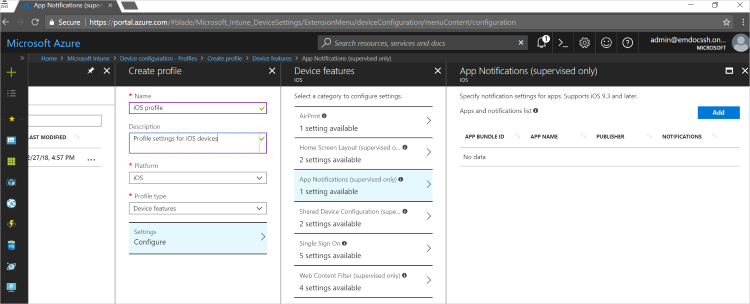 App Notifications (superv
Secure
https://portal.azure.com/#blade/Microsoft_Intune_DeviceSettings/ExtensionMenu/deviceConfiguration/menuContent/configuration
Microsoft Azure
Search resources, services and docs
1
admin@emdocssh.on...
MICROSOFT
Home > Microsoft Intune > Device configuration - Profiles > Create profile > Device features > App Notifications (supervised only)
LAST MODIFIED
2/27/18, 4:57 PM
...
Create profile
* Name
iOS profile
Description
Profile settings for iOS devices
* Platform
iOS
* Profile type
Device features
Settings
Configure
Device features
iOS
Select a category to configure settings.
AirPrint
1 setting available
Home Screen Layout (supervised o...
2 settings available
App Notifications (supervised only)
1 setting available
Shared Device Configuration (supe...
2 settings available
Single Sign On
5 settings available
Web Content Filter (supervised only)
4 settings available
App Notifications (supervised only)
iOS
Specify notification settings for apps. Supports iOS 9.3 and later.
Apps and notifications list
Add
APP BUNDLE ID
APP NAME
PUBLISHER
NOTIFICATIONS
No data